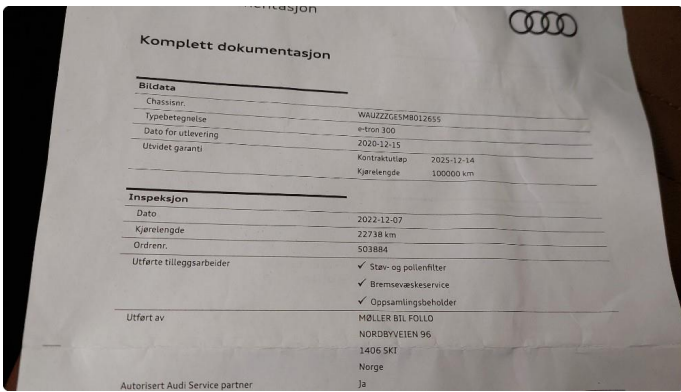 Komplett dokumentasjon
Bildata
Chassisnr. WAUZZZGE5MB012655
Typebetegnelse e-tron 300
Dato for utlevering 2020-12-15
Utvidet garanti Kontraktutløp 2025-12-14
Kjørelengde 100000 km
Inspeksjon
Dato 2022-12-07
Kjørelengde 22738 km
Ordrenr. 503884
Utførte tilleggsarbeider ✓ Støv- og pollenfilter
✓ Bremsevæskeservice
✓ Oppsamlingsbeholder
Utført av MØLLER BIL FOLLO
NORDBYVEIEN 96
1406 SKI
Norge
Autorisert Audi Service partner Ja